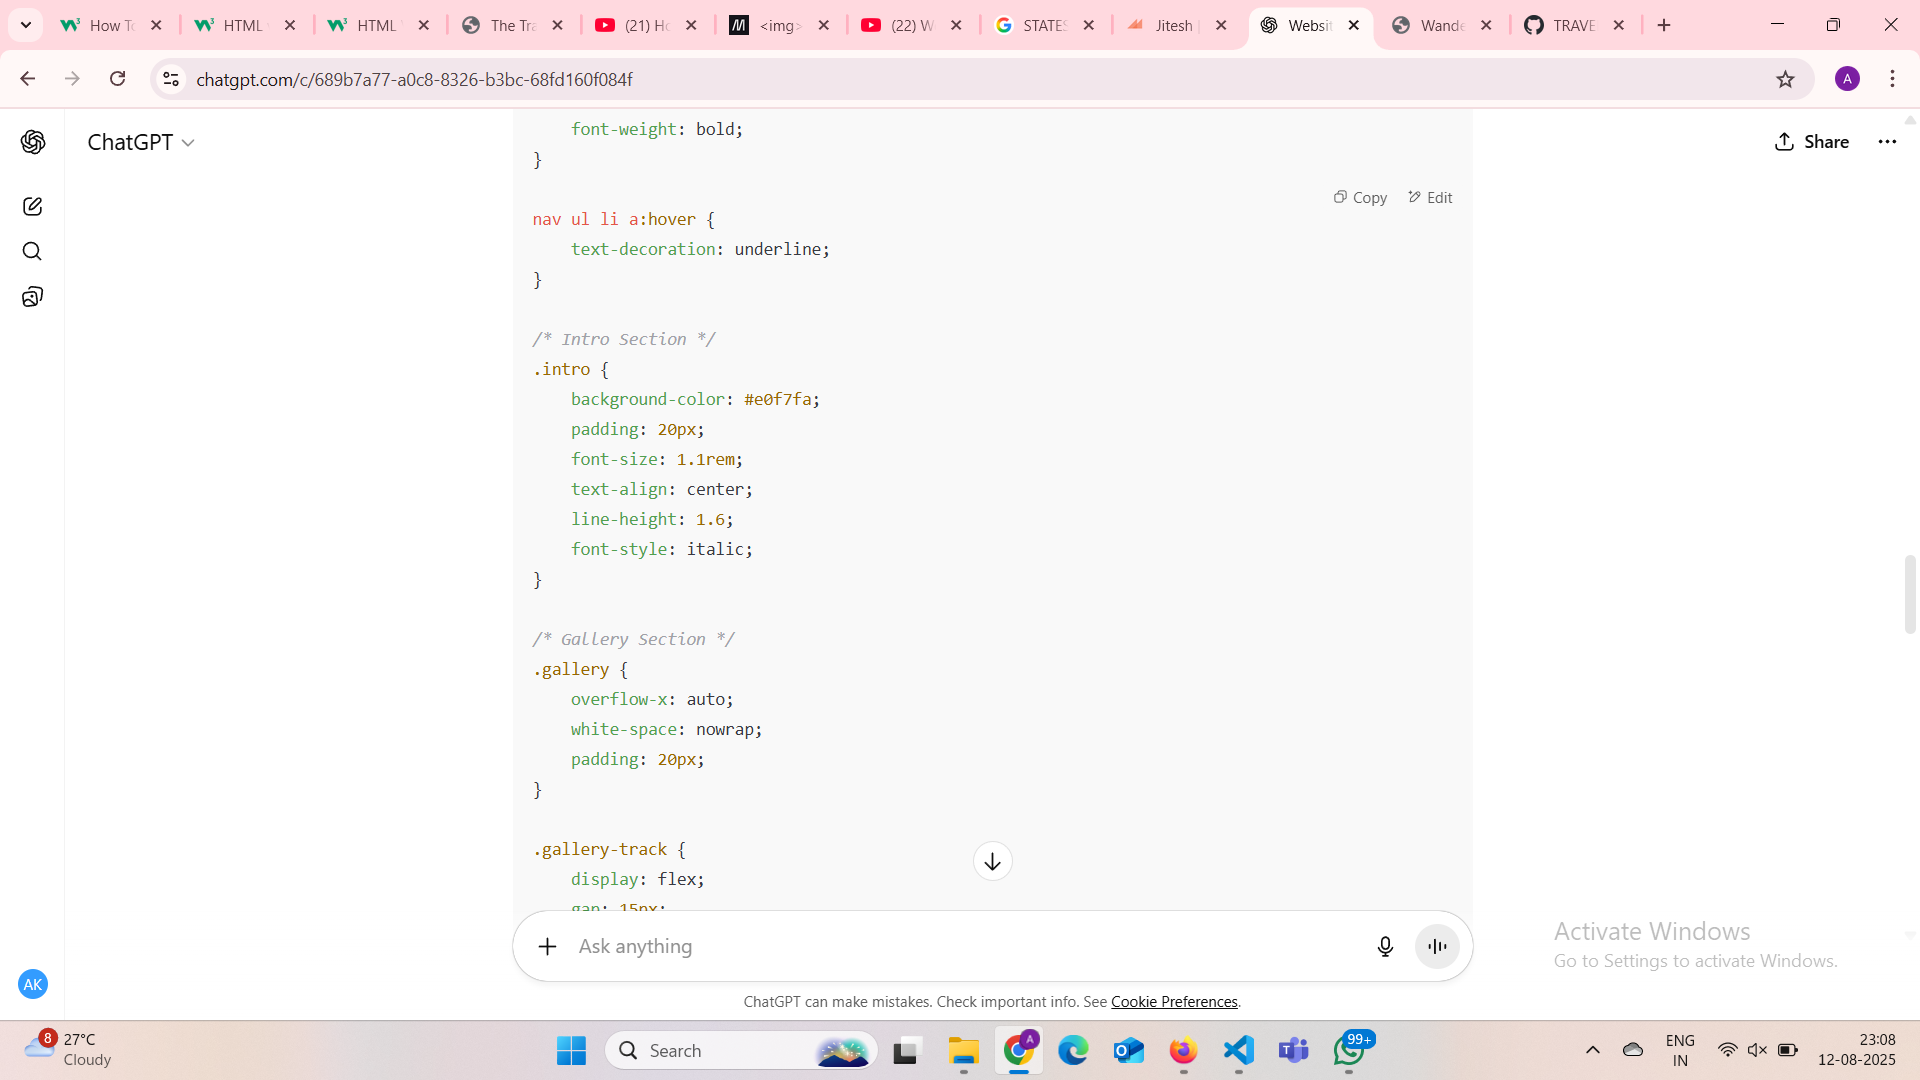 How To
HTML
HTML
The Tra
(21) Ho
<img>
(22) W
STATES
Jitesh
Websit
Wande
TRAVE
chatgpt.com/c/689b7a77-a0c8-8326-b3bc-68fd160f084f
A
ChatGPT
Share
font-weight: bold;
}
Copy
Edit
nav ul li a:hover {
text-decoration: underline;
}
/* Intro Section */
.intro {
background-color: #e0f7fa;
padding: 20px;
font-size: 1.1rem;
text-align: center;
line-height: 1.6;
font-style: italic;
}
/* Gallery Section */
.gallery {
overflow-x: auto;
white-space: nowrap;
padding: 20px;
}
.gallery-track {
display: flex;
gap: 15px;
Ask anything
Activate Windows
Go to Settings to activate Windows.
AK
ChatGPT can make mistakes. Check important info. See Cookie Preferences.
8
27°C
Cloudy
Search
A
99+
ENG
IN
23:08
12-08-2025